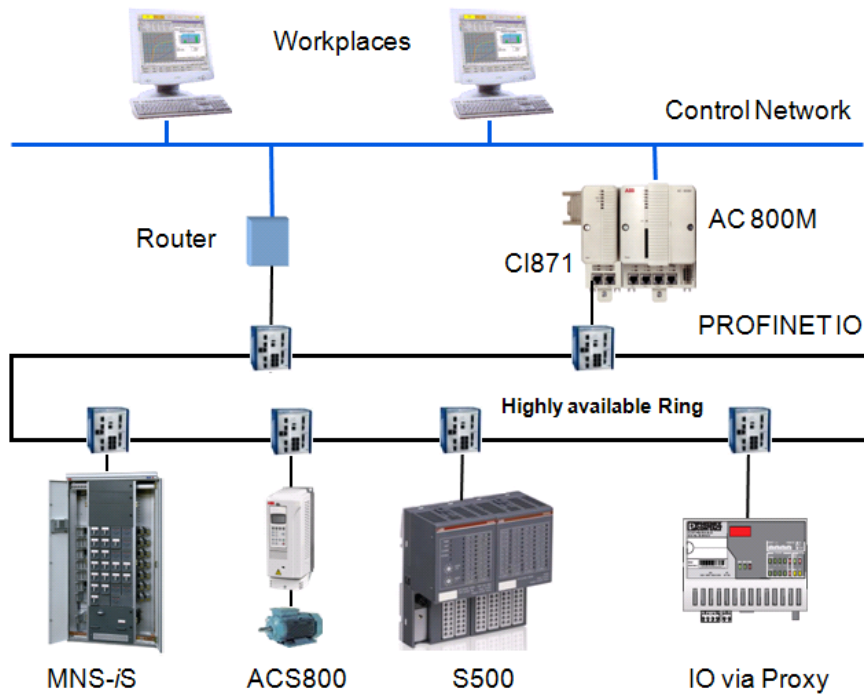 Workplaces
Control Network
Router
CI871
AC 800M
PROFINET IO
Highly available Ring
MNS-iS
ACS800
S500
IO via Proxy